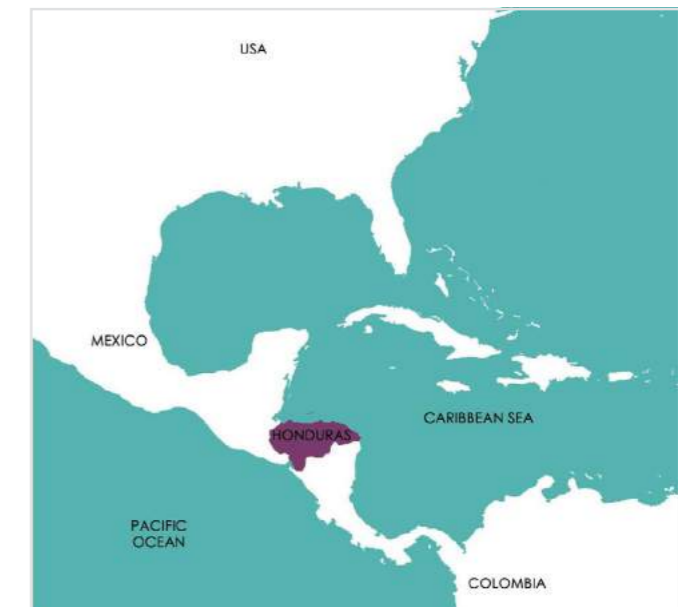 USA
MEXICO
CARIBBEAN SEA
HONDURAS
PACIFIC
OCEAN
COLOMBIA